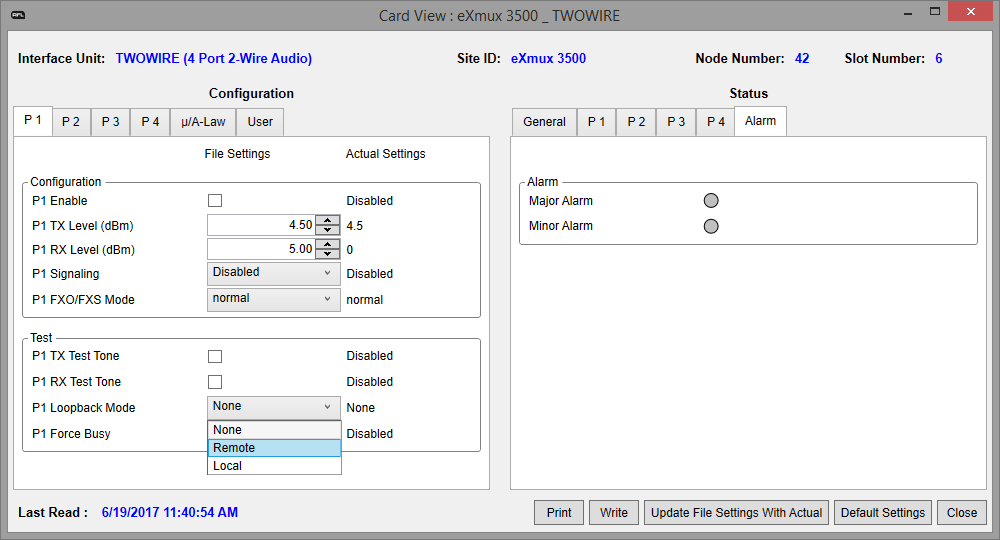 RFL
Card View : eXmux 3500 _ TWOWIRE
Interface Unit: TWOWIRE (4 Port 2-Wire Audio) Site ID: eXmux 3500 Node Number: 42 Slot Number: 6
Configuration
P 1 P 2 P 3 P 4 µ/A-Law User
File Settings Actual Settings
Configuration
P1 Enable Disabled
P1 TX Level (dBm) 4.50 4.5
P1 RX Level (dBm) 5.00 0
P1 Signaling Disabled Disabled
P1 FXO/FXS Mode normal normal
Test
P1 TX Test Tone Disabled
P1 RX Test Tone Disabled
P1 Loopback Mode None None
P1 Force Busy Disabled
None
Remote
Local
Status
General P 1 P 2 P 3 P 4 Alarm
Alarm
Major Alarm
Minor Alarm
Last Read : 6/19/2017 11:40:54 AM
Print Write Update File Settings With Actual Default Settings Close